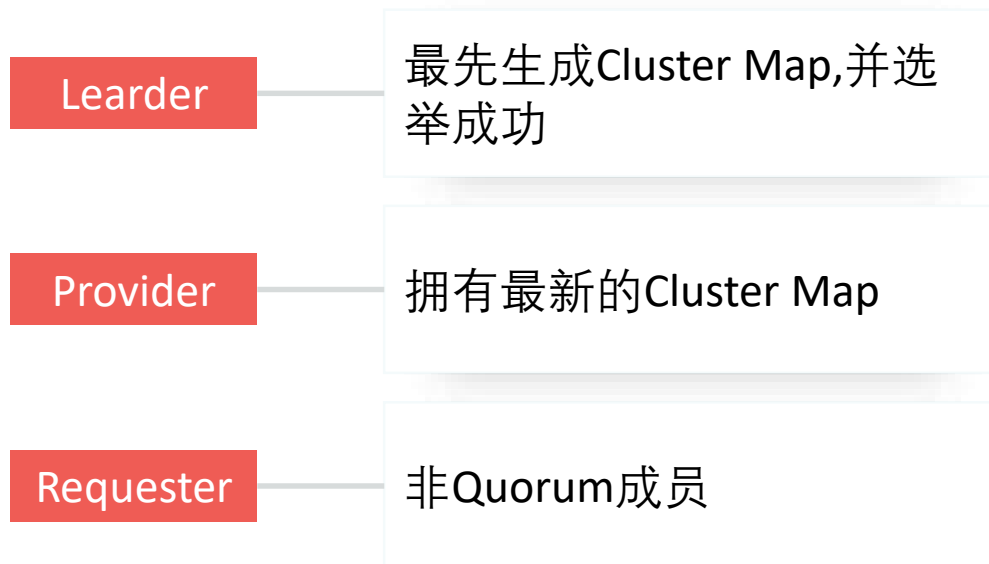 Learder
最先生成Cluster Map,并选
举成功
Provider
拥有最新的Cluster Map
Requester
非Quorum成员